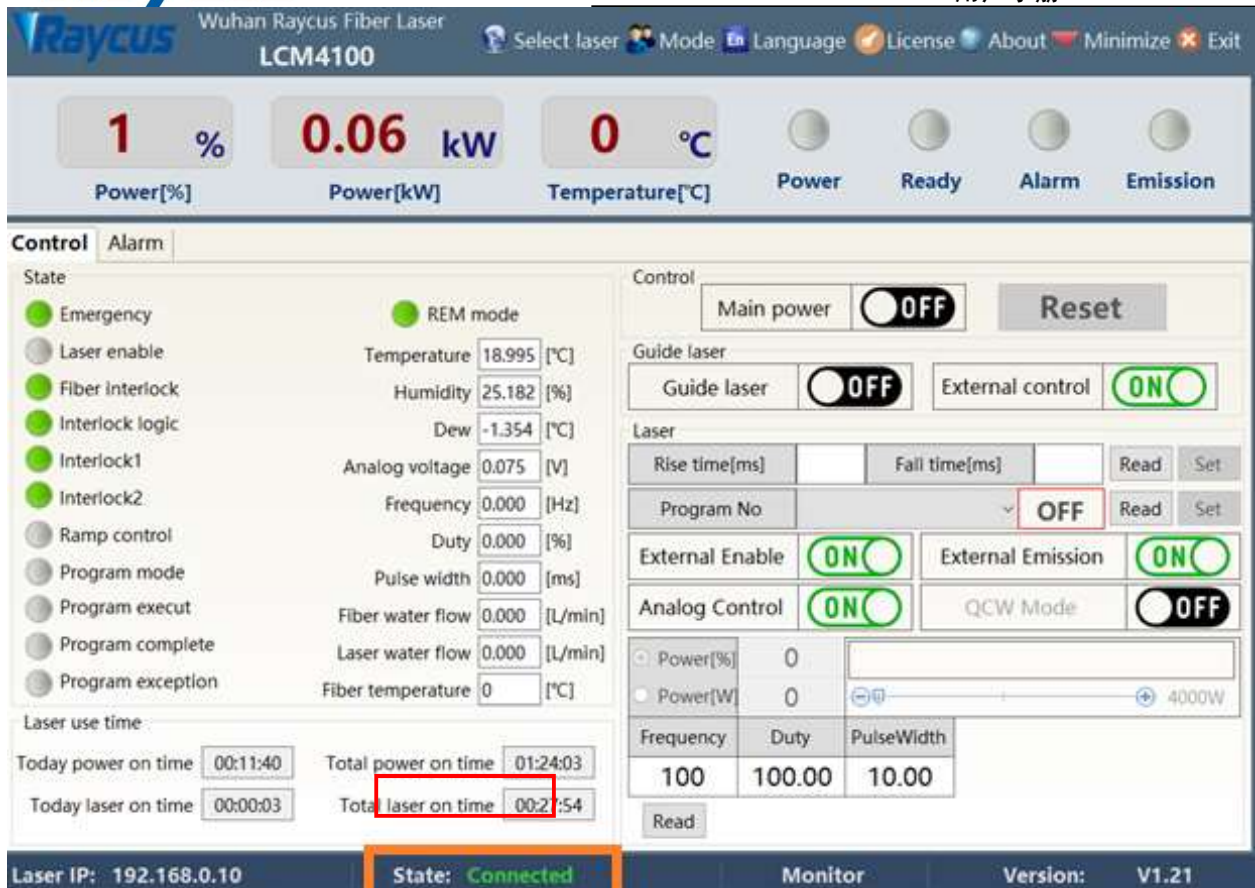 Raycus Wuhan Raycus Fiber Laser
LCM4100
Select laser Mode En Language License About Minimize Exit
1 % 0.06 kW 0 °C
Power[%] Power[kW] Temperature[°C] Power Ready Alarm Emission
Control Alarm
State
Emergency REM mode
Laser enable Temperature 18.995 [°C]
Fiber interlock Humidity 25.182 [%]
Interlock logic Dew -1.354 [°C]
Interlock1 Analog voltage 0.075 [V]
Interlock2 Frequency 0.000 [Hz]
Ramp control Duty 0.000 [%]
Program mode Pulse width 0.000 [ms]
Program execut Fiber water flow 0.000 [L/min]
Program complete Laser water flow 0.000 [L/min]
Program exception Fiber temperature 0 [°C]
Laser use time
Today power on time 00:11:40 Total power on time 01:24:03
Today laser on time 00:00:03 Total laser on time 00:27:54
Control
Main power OFF Reset
Guide laser
Guide laser OFF External control ON
Laser
Rise time[ms] Fall time[ms] Read Set
Program No OFF Read Set
External Enable ON External Emission ON
Analog Control ON QCW Mode OFF
Power[%] 0
Power[W] 0 4000W
Frequency Duty PulseWidth
100 100.00 10.00
Read
Laser IP: 192.168.0.10 State: Connected Monitor Version: V1.21